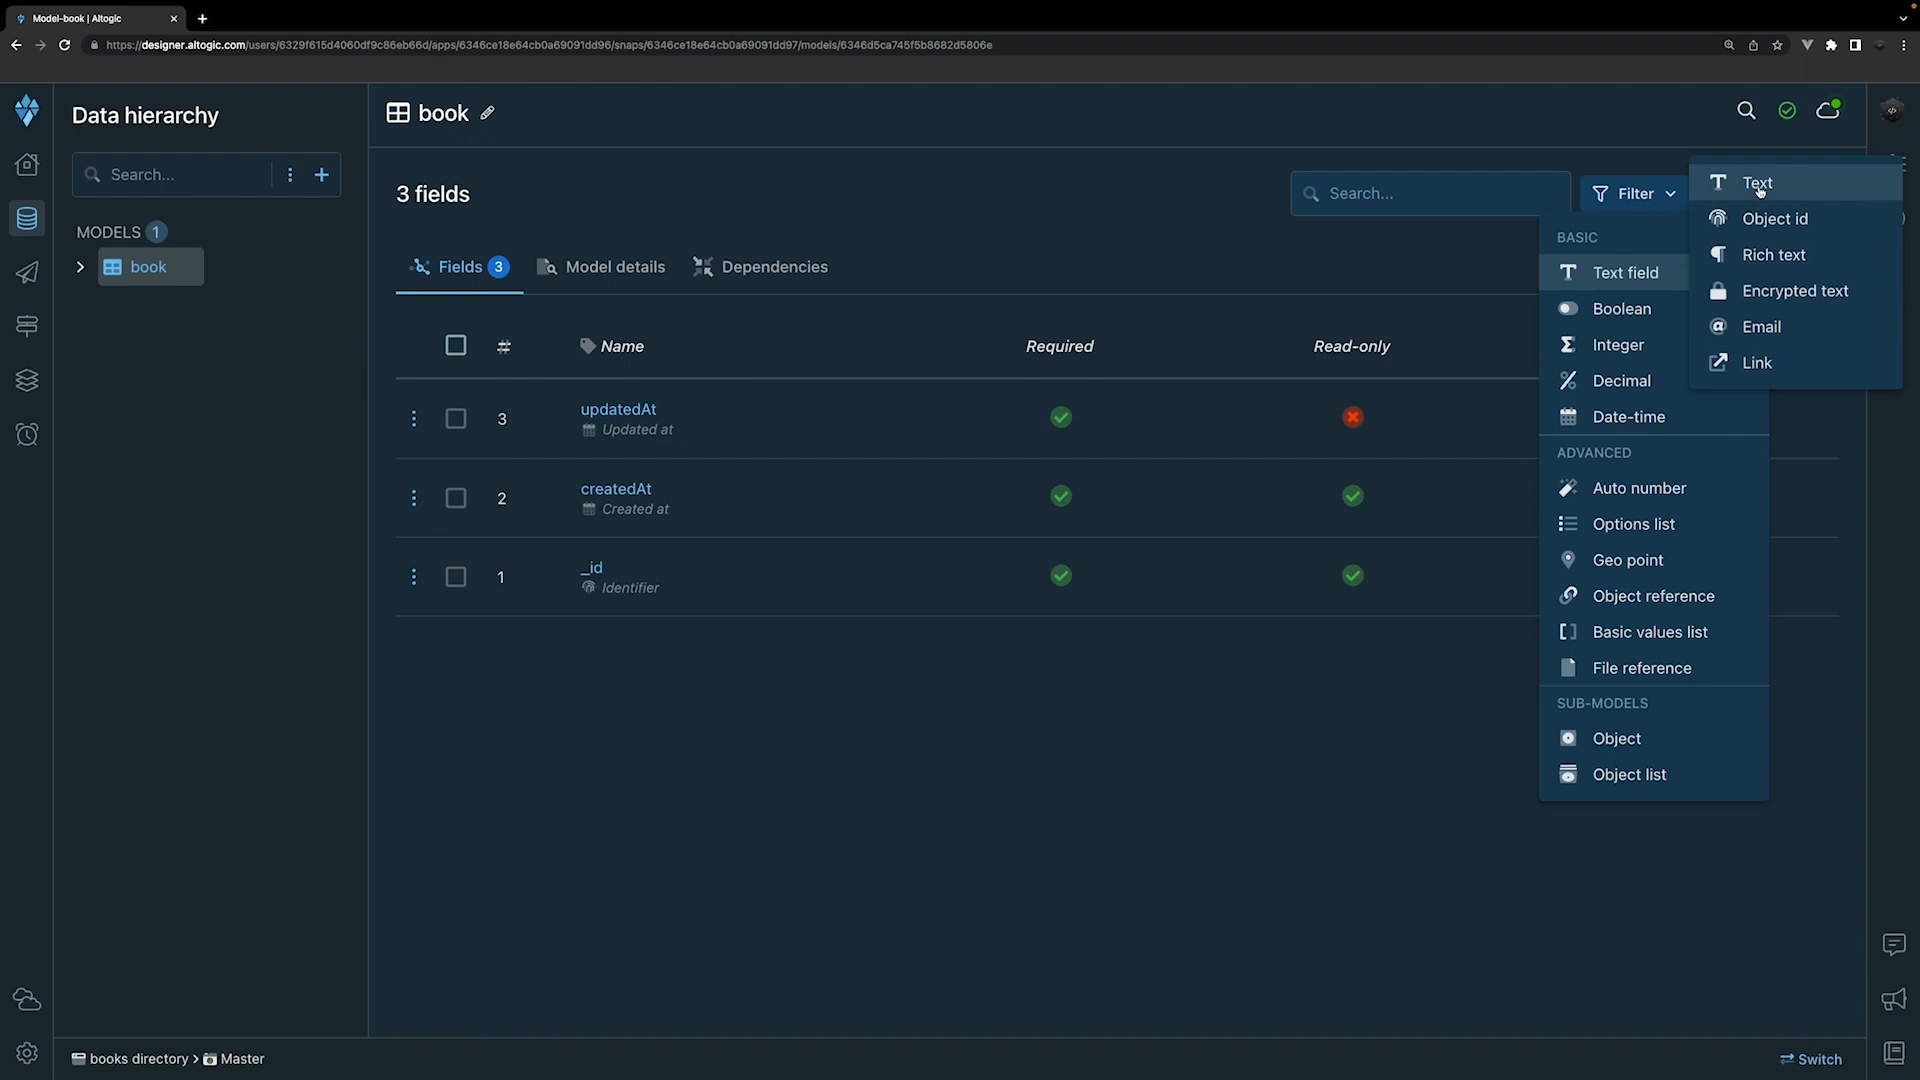 Model-book | Altogic
https://designer.altogic.com/users/6329f615d4060df9c86eb66d/apps/6346ce18e64cb0a69091dd96/snaps/6346ce18e64cb0a69091dd97/models/6346d5ca745f5b8682d5806e
Data hierarchy
Search...
MODELS 1
book
book
3 fields
Search...
Filter
Fields 3
Model details
Dependencies
# Name Required Read-only
3 updatedAt
Updated at
2 createdAt
Created at
1 _id
Identifier
BASIC
Text field
Boolean
Integer
Decimal
Date-time
ADVANCED
Auto number
Options list
Geo point
Object reference
Basic values list
File reference
SUB-MODELS
Object
Object list
Text
Object id
Rich text
Encrypted text
Email
Link
books directory > Master
Switch